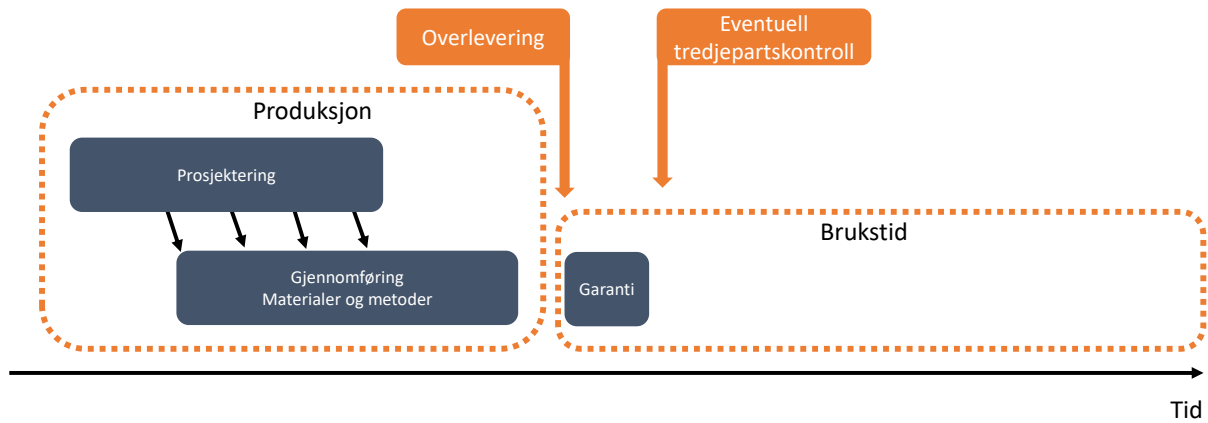 Overlevering
Eventuell
tredjepartskontroll
Produksjon
Prosjektering
Gjennomføring
Materialer og metoder
Brukstid
Garanti
Tid